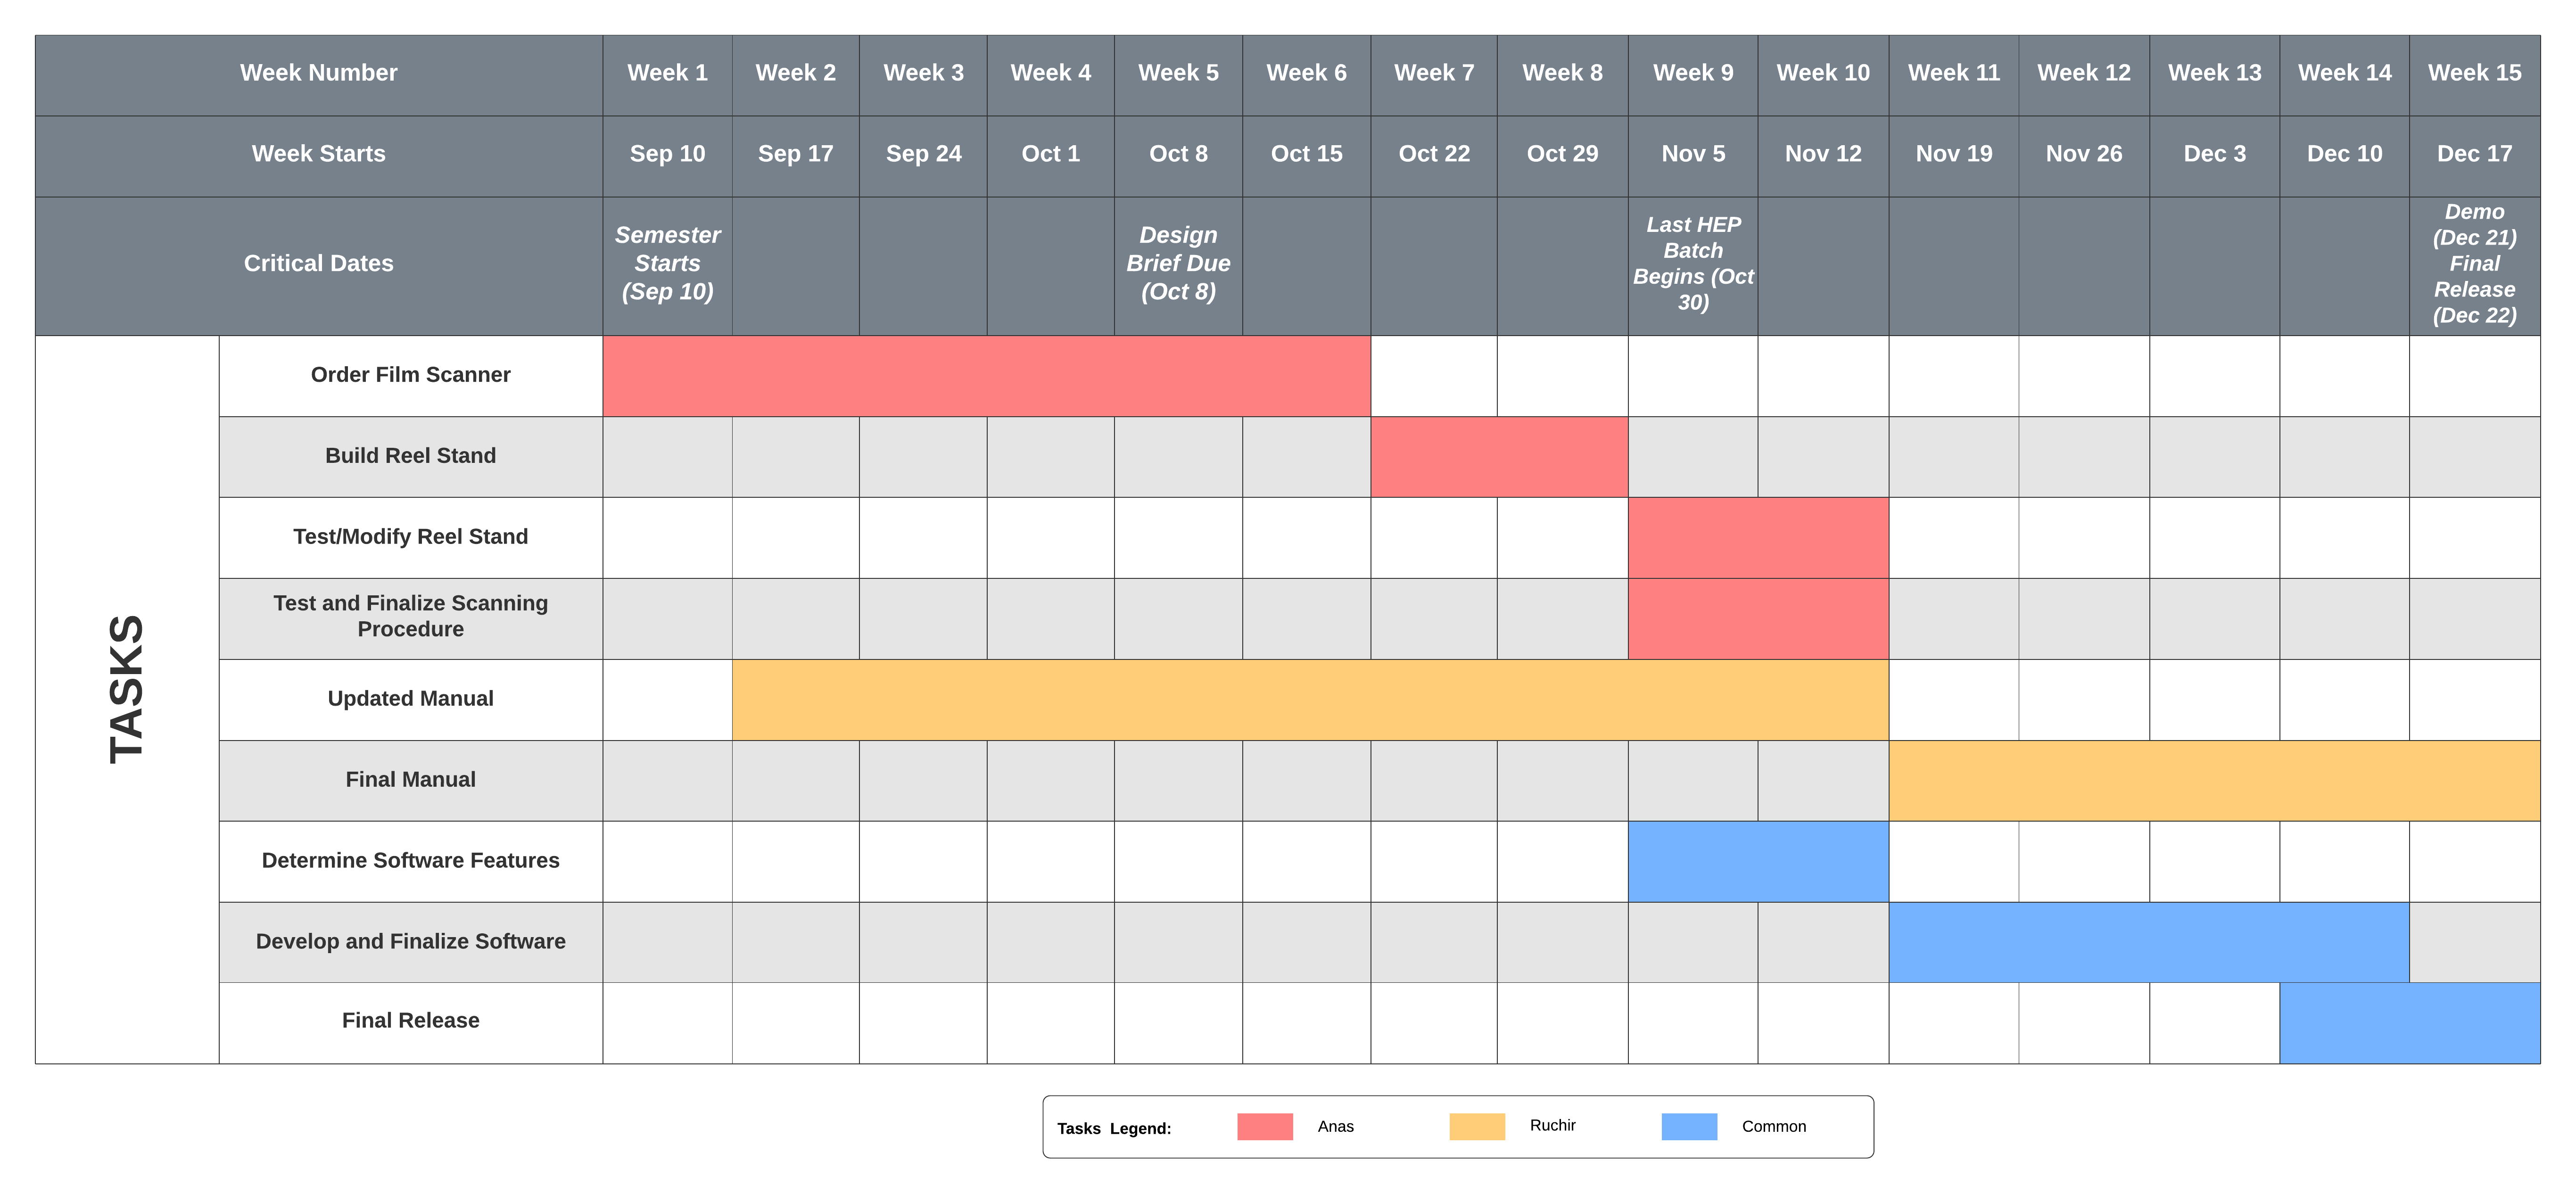 Week Number Week 1 Week 2 Week 3 Week 4 Week 5 Week 6 Week 7 Week 8 Week 9 Week 10 Week 11 Week 12 Week 13 Week 14 Week 15
Week Starts Sep 10 Sep 17 Sep 24 Oct 1 Oct 8 Oct 15 Oct 22 Oct 29 Nov 5 Nov 12 Nov 19 Nov 26 Dec 3 Dec 10 Dec 17
Critical Dates
Semester
Starts
(Sep 10)
Design
Brief Due
(Oct 8)
Last HEP
Batch
Begins (Oct
30)
Demo
(Dec 21)
Final
Release
(Dec 22)
TASKS
Order Film Scanner
Build Reel Stand
Test/Modify Reel Stand
Test and Finalize Scanning
Procedure
Updated Manual
Final Manual
Determine Software Features
Develop and Finalize Software
Final Release
Tasks Legend: Anas Ruchir Common